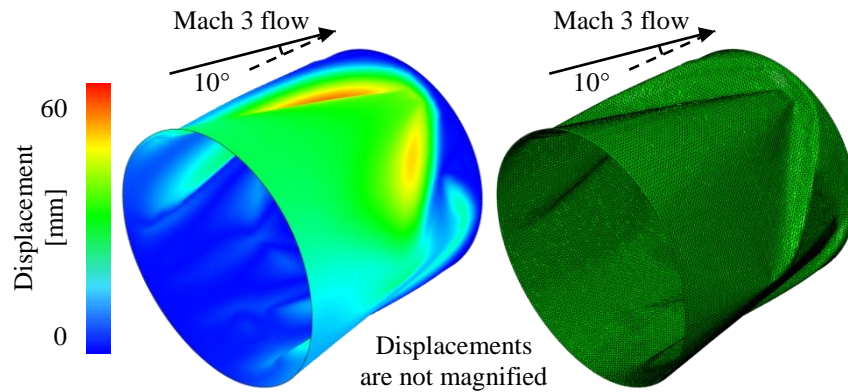 Mach 3 flow
10°
60
Displacement
[mm]
0
Mach 3 flow
10°
Displacements
are not magnified